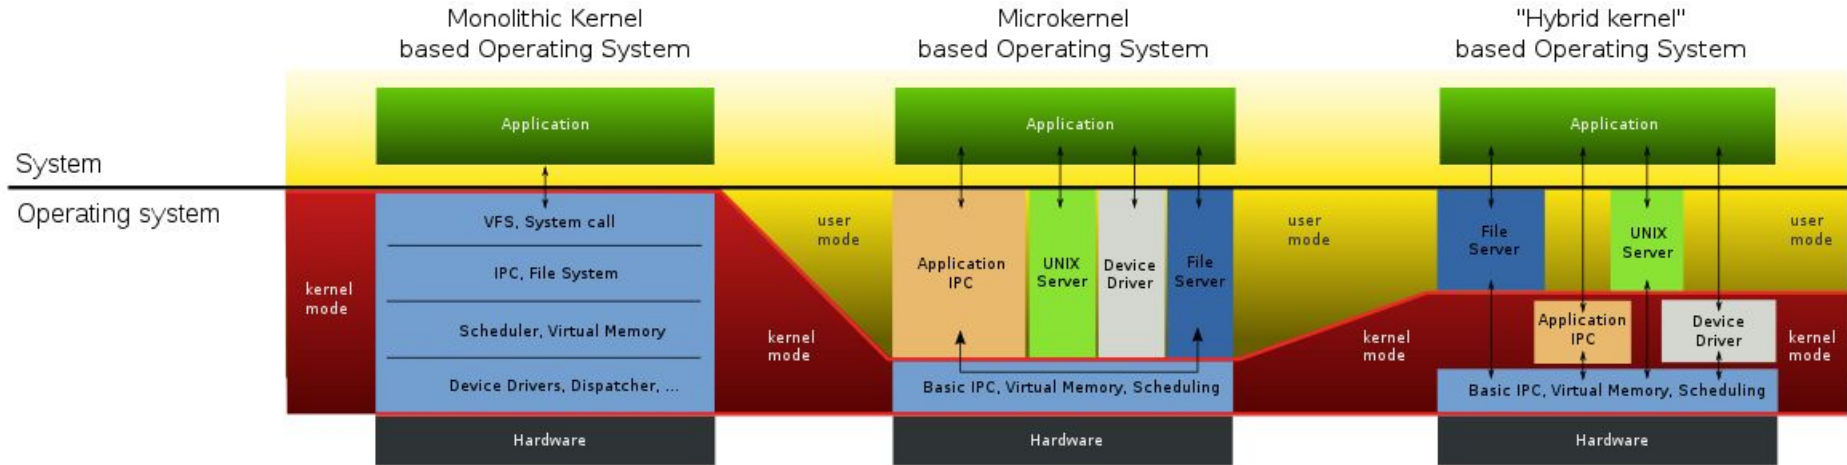 Monolithic Kernel
based Operating System
Microkernel
based Operating System
"Hybrid kernel"
based Operating System
System
Operating system
Application
VFS, System call
IPC, File System
Scheduler, Virtual Memory
Device Drivers, Dispatcher, ...
Hardware
kernel
mode
kernel
mode
user
mode
Application
Application
IPC
UNIX
Server
Device
Driver
File
Server
Basic IPC, Virtual Memory, Scheduling
Hardware
user
mode
kernel
mode
Application
File
Server
UNIX
Server
Application
IPC
Device
Driver
Basic IPC, Virtual Memory, Scheduling
Hardware
user
mode
kernel
mode